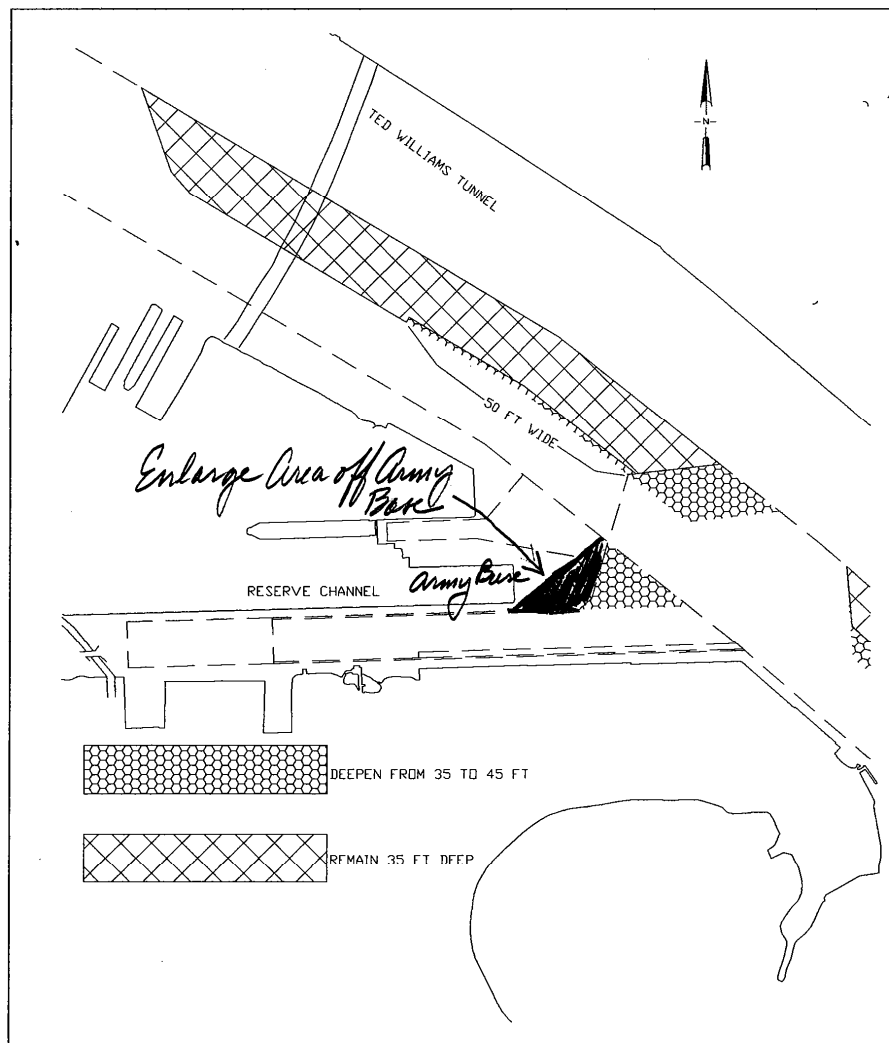 N
TED WILLIAMS TUNNEL
50 FT WIDE
Enlarge Area off Army
Base
Army Base
RESERVE CHANNEL
DEEPEN FROM 35 TO 45 FT
REMAIN 35 FT DEEP